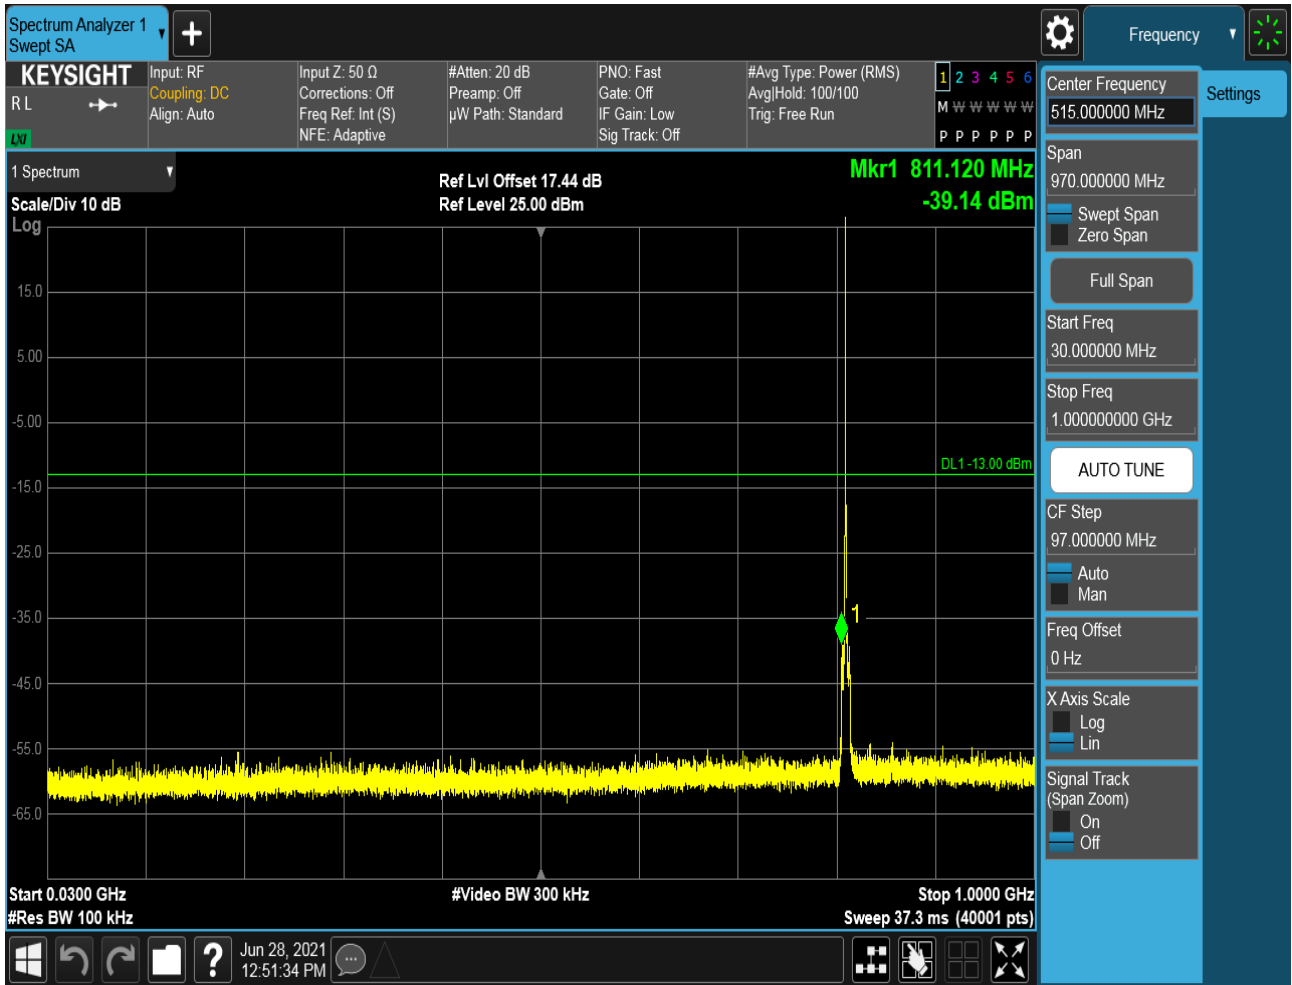 Spectrum Analyzer 1
Swept SA
Frequency
KEYSIGHT
R L
LXI
Input: RF
Coupling: DC
Align: Auto
Input Z: 50 Ω
Corrections: Off
Freq Ref: Int (S)
NFE: Adaptive
#Atten: 20 dB
Preamp: Off
µW Path: Standard
PNO: Fast
Gate: Off
IF Gain: Low
Sig Track: Off
#Avg Type: Power (RMS)
Avg|Hold: 100/100
Trig: Free Run
1 2 3 4 5 6
M W W W W W
P P P P P P
1 Spectrum
Scale/Div 10 dB
Log
Ref Lvl Offset 17.44 dB
Ref Level 25.00 dBm
Mkr1 811.120 MHz
-39.14 dBm
15.0
5.00
-5.00
-15.0
-25.0
-35.0
-45.0
-55.0
-65.0
DL1 -13.00 dBm
1
Start 0.0300 GHz
#Res BW 100 kHz
#Video BW 300 kHz
Stop 1.0000 GHz
Sweep 37.3 ms (40001 pts)
Jun 28, 2021
12:51:34 PM
Center Frequency
515.000000 MHz
Settings
Span
970.000000 MHz
Swept Span
Zero Span
Full Span
Start Freq
30.000000 MHz
Stop Freq
1.000000000 GHz
AUTO TUNE
CF Step
97.000000 MHz
Auto
Man
Freq Offset
0 Hz
X Axis Scale
Log
Lin
Signal Track
(Span Zoom)
On
Off